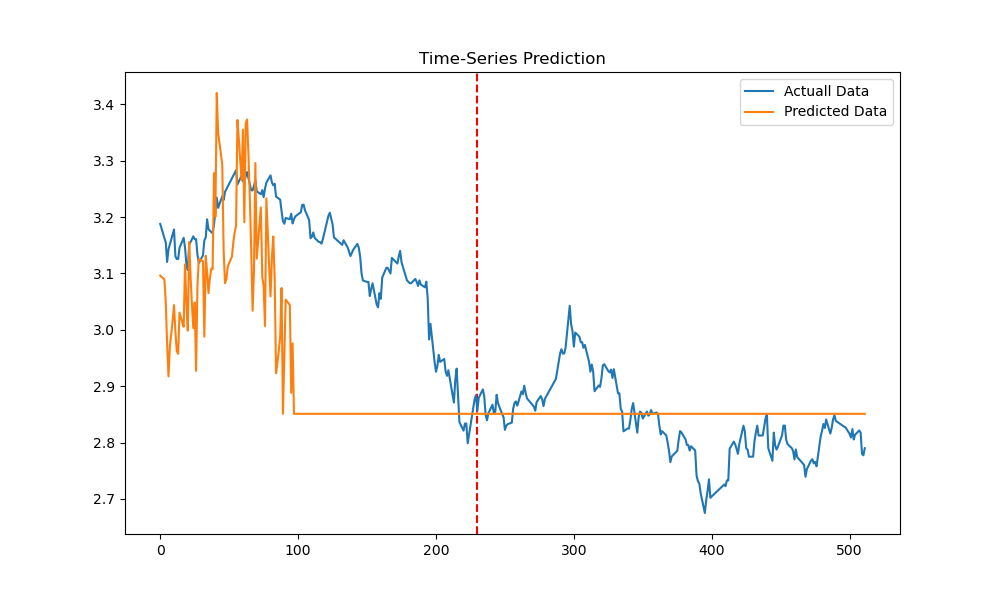 Time-Series Prediction
Actuall Data
Predicted Data
3.4
3.3
3.2
3.1
3.0
2.9
2.8
2.7
0 100 200 300 400 500